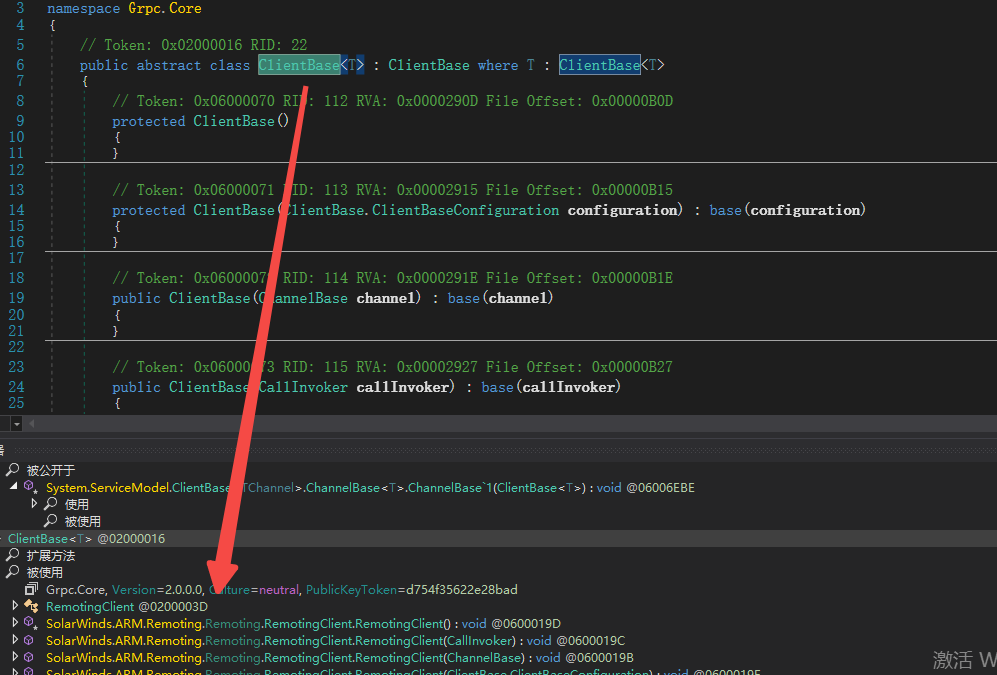 3 namespace Grpc.Core
4 {
5 // Token: 0x02000016 RID: 22
6 public abstract class ClientBase<T> : ClientBase where T : ClientBase<T>
7 {
8 // Token: 0x06000070 RID: 112 RVA: 0x0000290D File Offset: 0x00000B0D
9 protected ClientBase()
10 {
11 }
12
13 // Token: 0x06000071 RID: 113 RVA: 0x00002915 File Offset: 0x00000B15
14 protected ClientBase(ClientBase.ClientBaseConfiguration configuration) : base(configuration)
15 {
16 }
17
18 // Token: 0x06000072 RID: 114 RVA: 0x0000291E File Offset: 0x00000B1E
19 public ClientBase(ChannelBase channel) : base(channel)
20 {
21 }
22
23 // Token: 0x06000073 RID: 115 RVA: 0x00002927 File Offset: 0x00000B27
24 public ClientBase(CallInvoker callInvoker) : base(callInvoker)
25 {
被公开于
System.ServiceModel.ClientBase<TChannel>.ChannelBase<T>.ChannelBase`1(ClientBase<T>) : void @06006EBE
使用
被使用
ClientBase<T> @02000016
扩展方法
被使用
Grpc.Core, Version=2.0.0.0, Culture=neutral, PublicKeyToken=d754f35622e28bad
RemotingClient @0200003D
SolarWinds.ARM.Remoting.Remoting.RemotingClient.RemotingClient() : void @0600019D
SolarWinds.ARM.Remoting.Remoting.RemotingClient.RemotingClient(CallInvoker) : void @0600019C
SolarWinds.ARM.Remoting.Remoting.RemotingClient.RemotingClient(ChannelBase) : void @0600019B
SolarWinds.ARM.Remoting.Remoting.RemotingClient.RemotingClient(ClientBase.ClientBaseConfiguration) : void @0600019E
激活 W